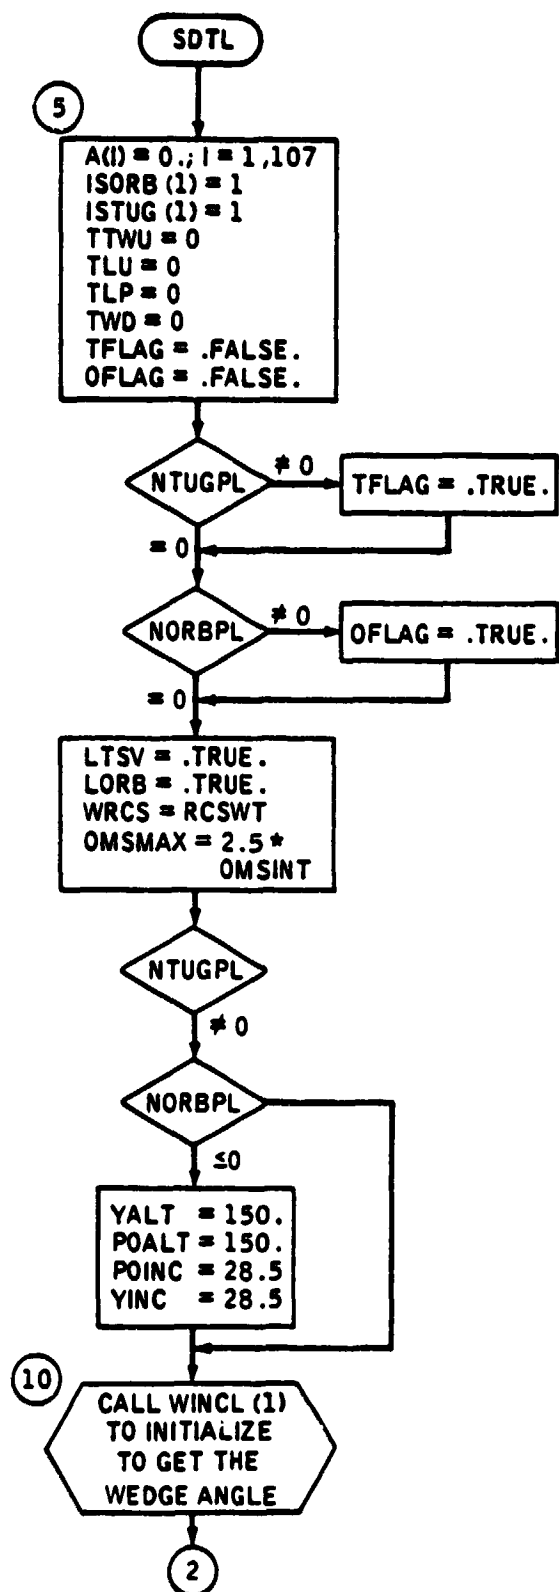 SDTL
5
A(I) = 0.; I = 1,107
ISORB (1) = 1
ISTUG (1) = 1
TTWU = 0
TLU = 0
TLP = 0
TWD = 0
TFLAG = .FALSE.
OFLAG = .FALSE.
NTUGPL
≠ 0
TFLAG = .TRUE.
= 0
NORBPL
≠ 0
OFLAG = .TRUE.
= 0
LTSV = .TRUE.
LORB = .TRUE.
WRCS = RCSWT
OMSMAX = 2.5 *
OMSINT
NTUGPL
≠ 0
NORBPL
≤0
YALT = 150.
POALT = 150.
POINC = 28.5
YINC = 28.5
10
CALL WINCL (1)
TO INITIALIZE
TO GET THE
WEDGE ANGLE
2